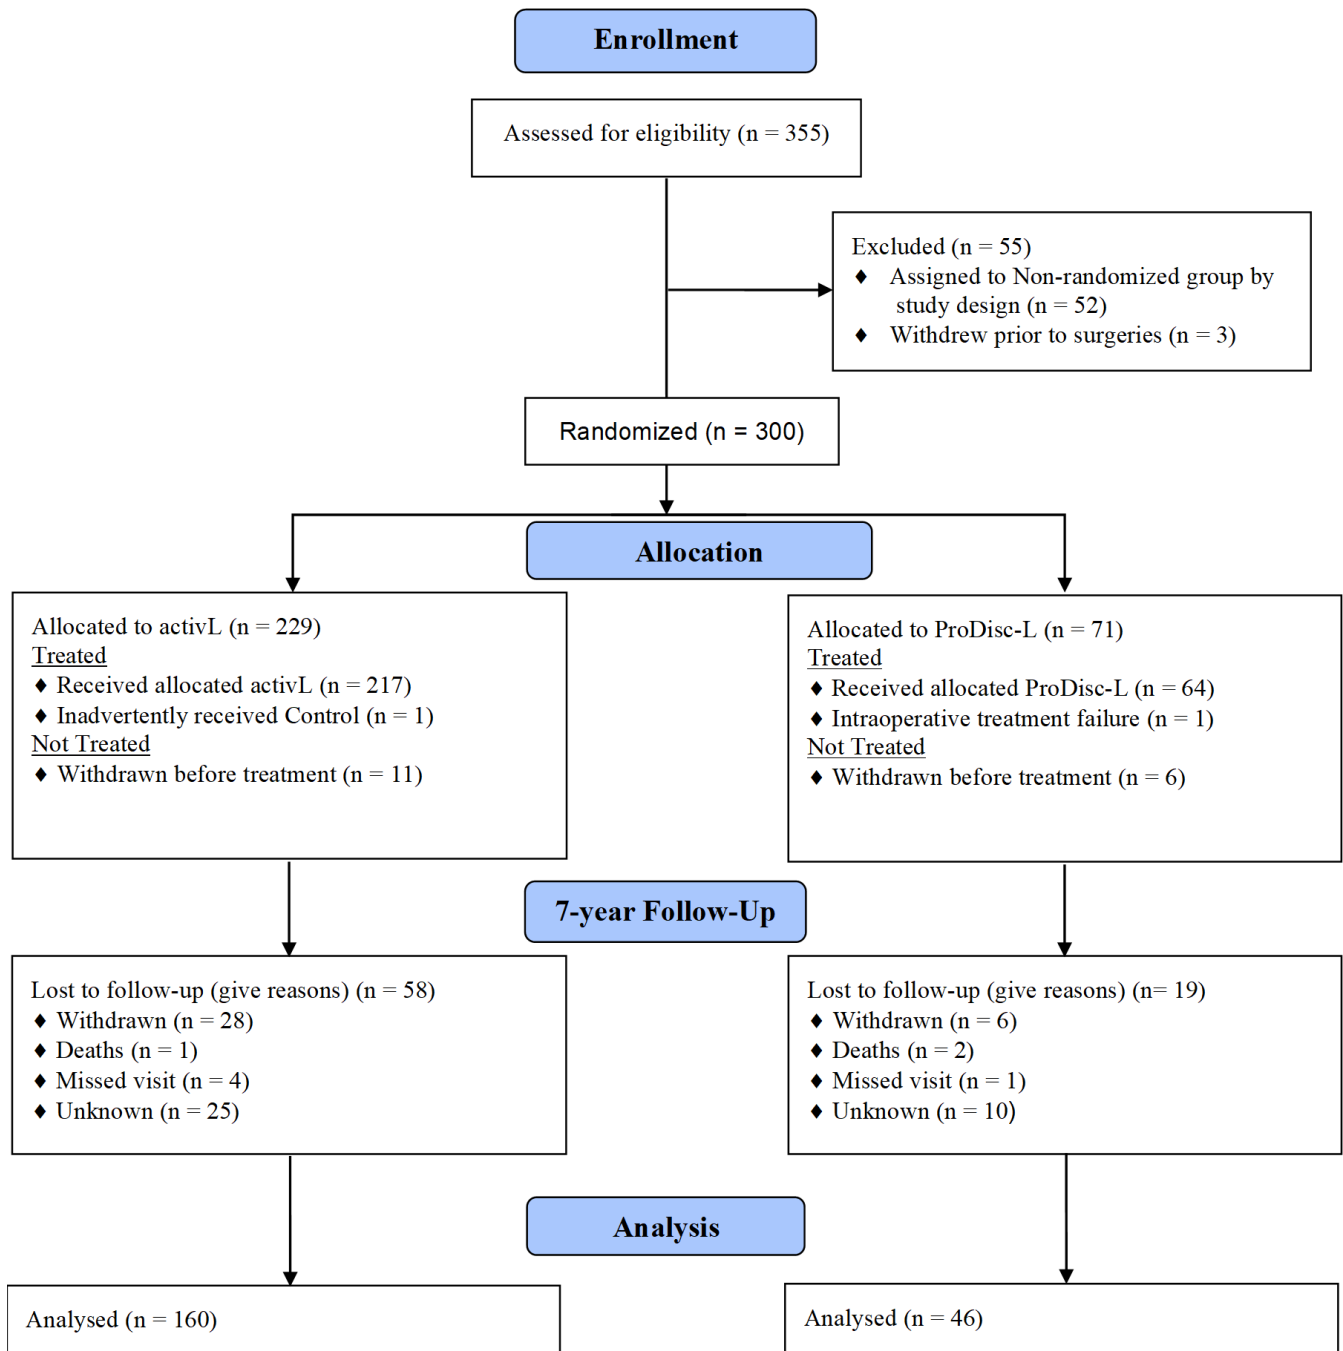 Enrollment
Assessed for eligibility (n = 355)
Excluded (n = 55)
♦ Assigned to Non-randomized group by
study design (n = 52)
♦ Withdrew prior to surgeries (n = 3)
Randomized (n = 300)
Allocation
Allocated to activL (n = 229)
Treated
♦ Received allocated activL (n = 217)
♦ Inadvertently received Control (n = 1)
Not Treated
♦ Withdrawn before treatment (n = 11)
Allocated to ProDisc-L (n = 71)
Treated
♦ Received allocated ProDisc-L (n = 64)
♦ Intraoperative treatment failure (n = 1)
Not Treated
♦ Withdrawn before treatment (n = 6)
7-year Follow-Up
Lost to follow-up (give reasons) (n = 58)
♦ Withdrawn (n = 28)
♦ Deaths (n = 1)
♦ Missed visit (n = 4)
♦ Unknown (n = 25)
Lost to follow-up (give reasons) (n= 19)
♦ Withdrawn (n = 6)
♦ Deaths (n = 2)
♦ Missed visit (n = 1)
♦ Unknown (n = 10)
Analysis
Analysed (n = 160)
Analysed (n = 46)